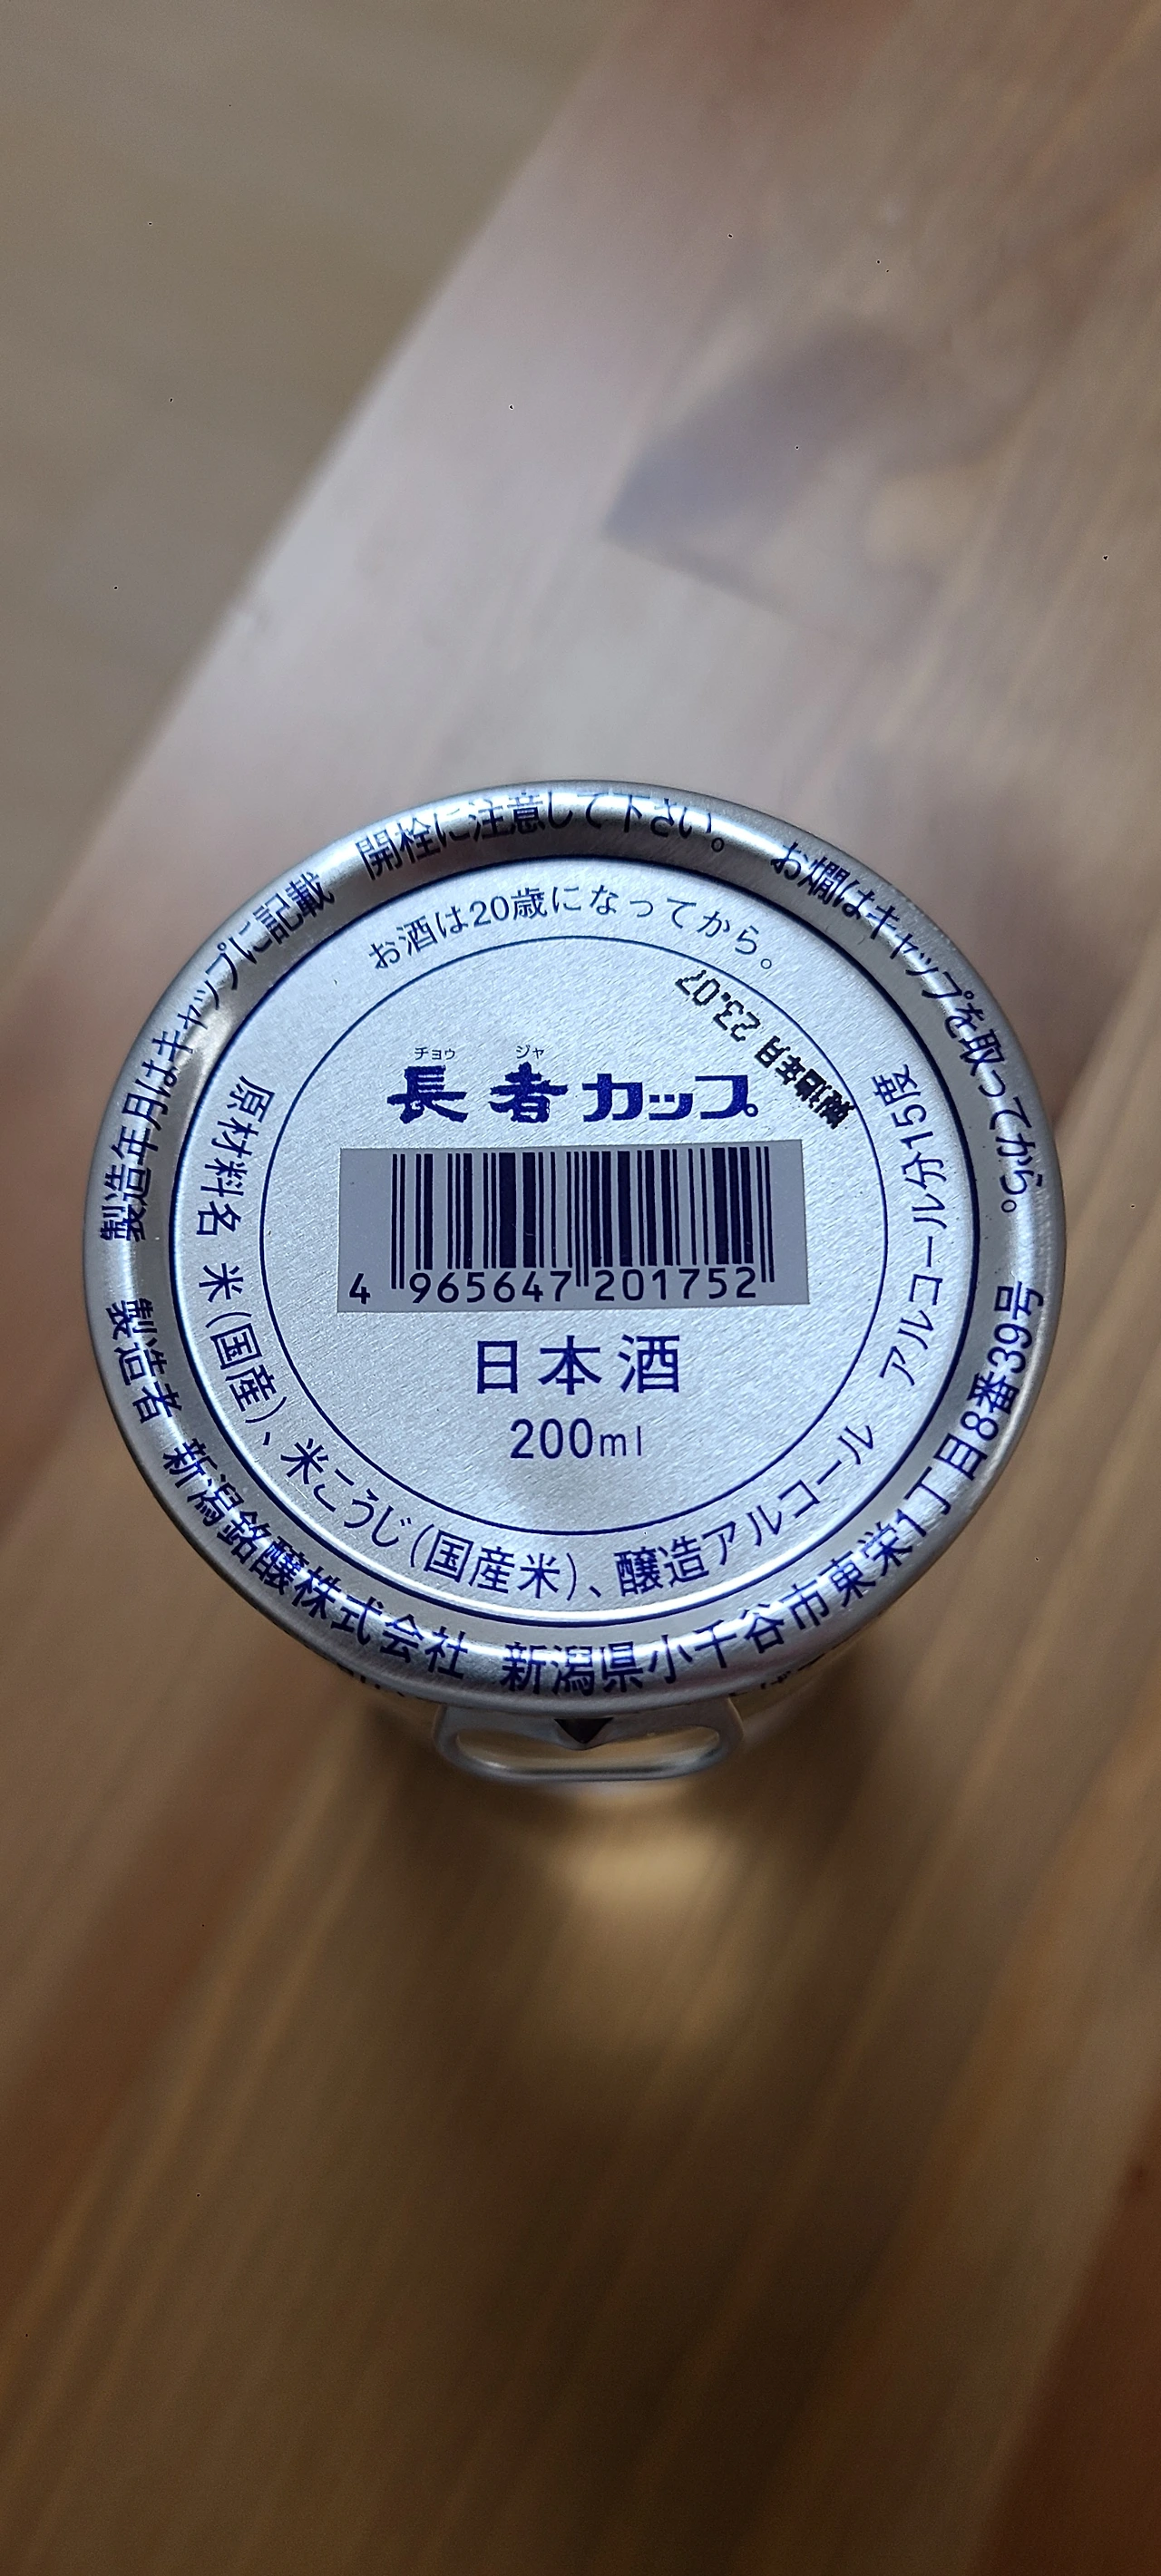 製造年月はキャップに記載 開栓に注意して下さい。 お燗はキャップを取ってから。
お酒は20歳になってから。
製造年月 23.07
チョウ ジャ
長者カップ
4 965647 201752
日本酒
200ml
原材料名 米(国産)、米こうじ(国産米)、醸造アルコール アルコール分15度
製造者 新潟銘醸株式会社 新潟県小千谷市東栄1丁目8番39号